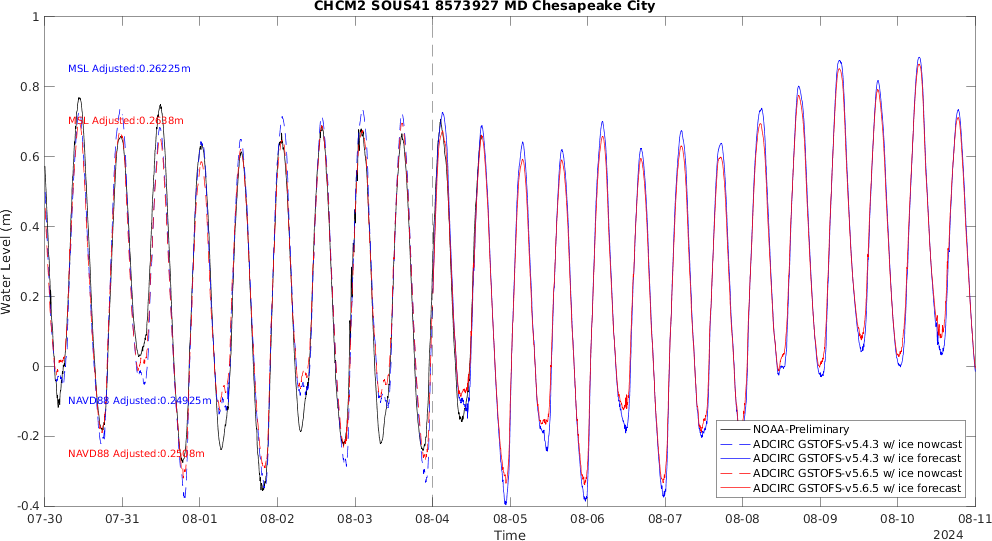 CHCM2 SOUS41 8573927 MD Chesapeake City
1
0.8
0.6
0.4
0.2
0
-0.2
-0.4
Water Level (m)
MSL Adjusted:0.26225m
MSL Adjusted:0.2638m
NAVD88 Adjusted:0.24925m
NAVD88 Adjusted:0.2508m
NOAA-Preliminary
ADCIRC GSTOFS-v5.4.3 w/ ice nowcast
ADCIRC GSTOFS-v5.4.3 w/ ice forecast
ADCIRC GSTOFS-v5.6.5 w/ ice nowcast
ADCIRC GSTOFS-v5.6.5 w/ ice forecast
07-30 07-31 08-01 08-02 08-03 08-04 08-05 08-06 08-07 08-08 08-09 08-10 08-11
Time
2024